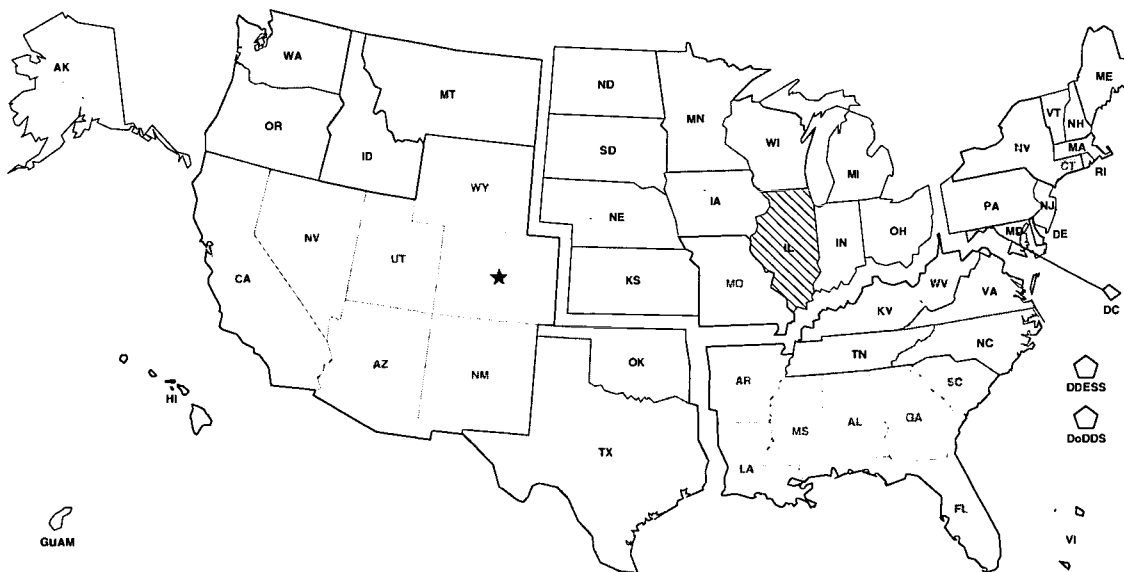 AK
WA
MT
ND
MN
ME
VT
NH
OR
ID
SD
WI
NV
MA
CT
RI
WY
MI
IA
PA
NJ
NE
OH
NV
UT
IL
IN
MD
DE
CA
KS
MO
WV
VA
DC
KV
AZ
NM
OK
TN
NC
AR
SC
DDESS
HI
MS
AL
GA
DoDDS
TX
LA
FL
GUAM
VI